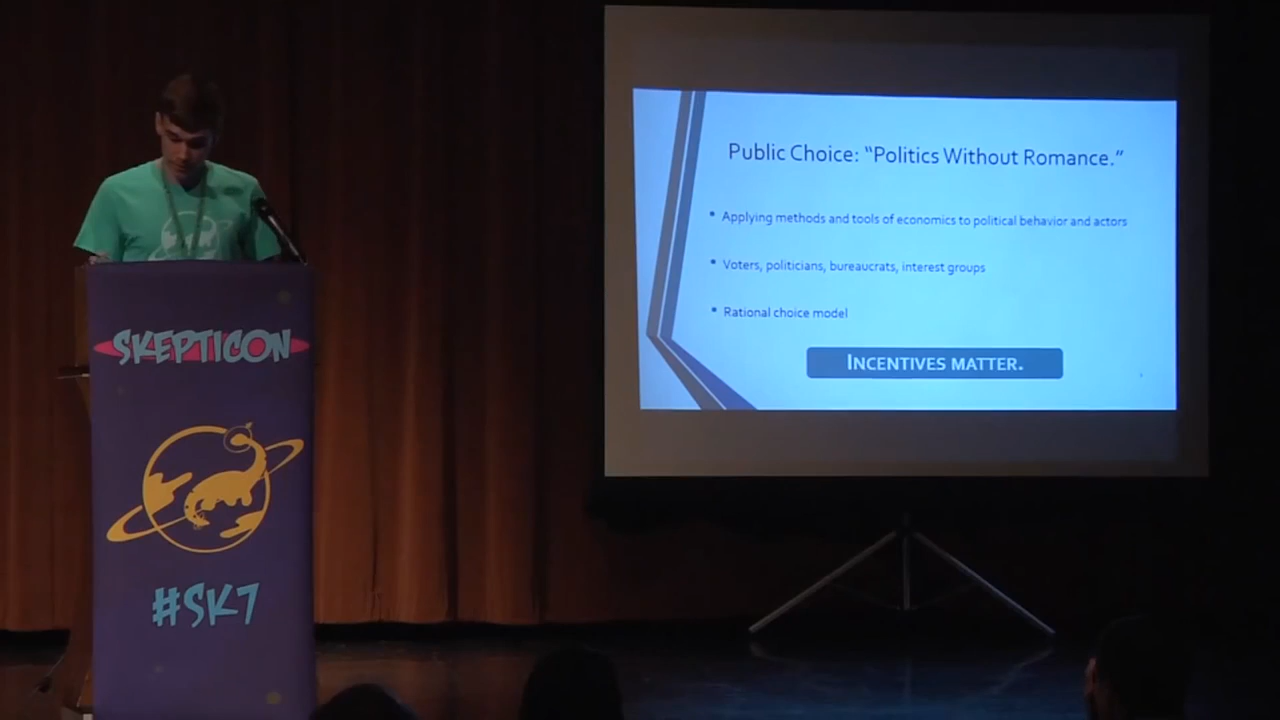 SKEPTICON
#SK7
Public Choice: “Politics Without Romance.”
• Applying methods and tools of economics to political behavior and actors
• Voters, politicians, bureaucrats, interest groups
• Rational choice model
INCENTIVES MATTER.